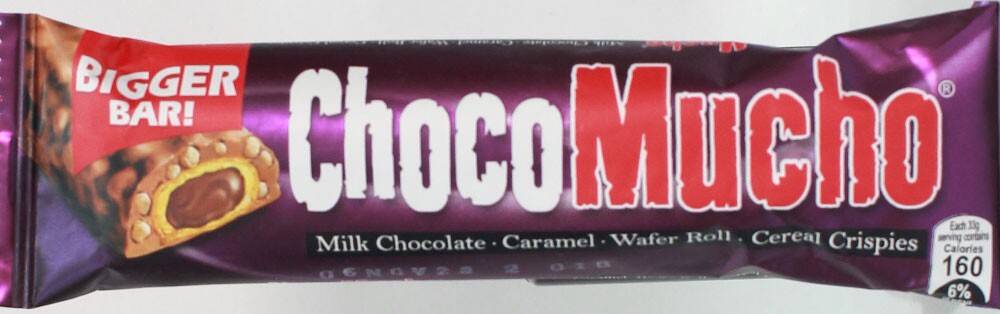 BIGGER
BAR!
ChocoMucho®
Milk Chocolate · Caramel · Wafer Roll · Cereal Crispies
Each 33g
serving contains
Calories
160
6%